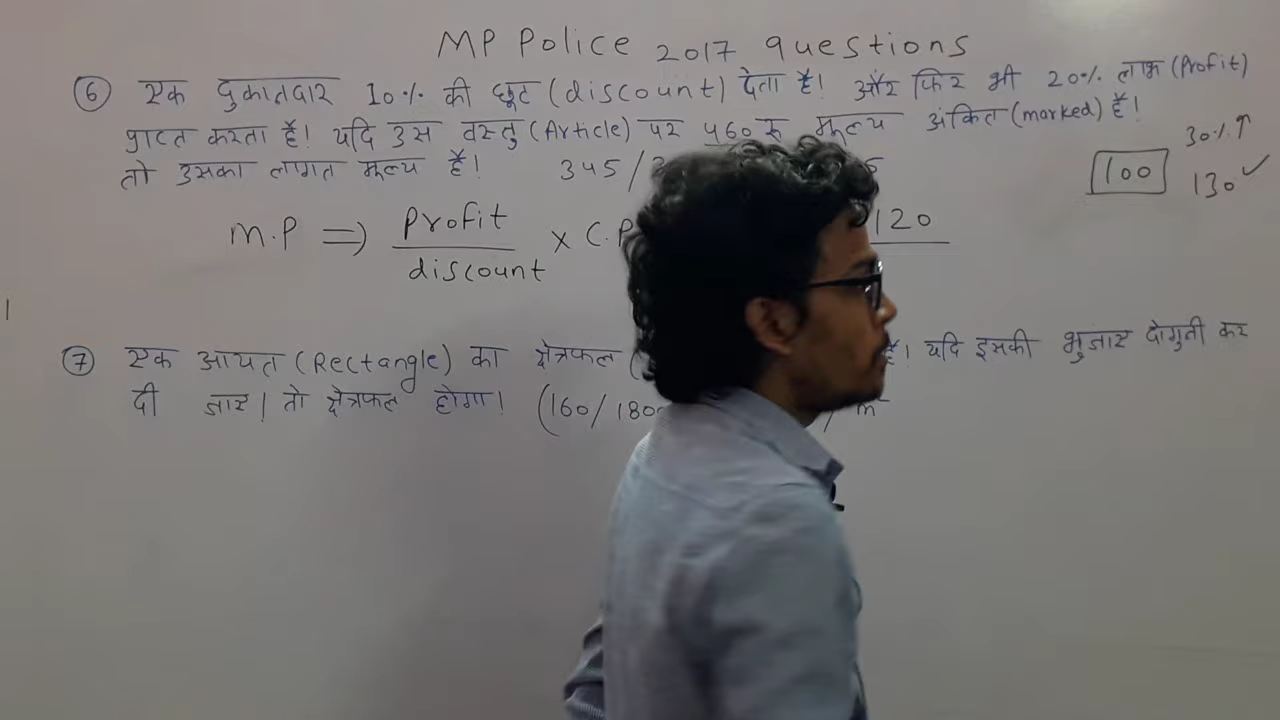 MP Police 2017 questions
⑥ एक दुकानदार 10% की छूट (discount) देता है! और फिर भी 20% लाभ (Profit)
प्राप्त करता है! यदि उस वस्तु (Article) पर 460 रु मूल्य अंकित (marked) है!
तो उसका लागत मूल्य है! 345/
30%↑
100
130 ✓
M.P ⇒ Profit / discount × C.P 120
⑦ एक आयत (Rectangle) का क्षेत्रफल ( है! यदि इसकी भुजाए दोगुनी कर
दी जाए। तो क्षेत्रफल होगा! (160/180